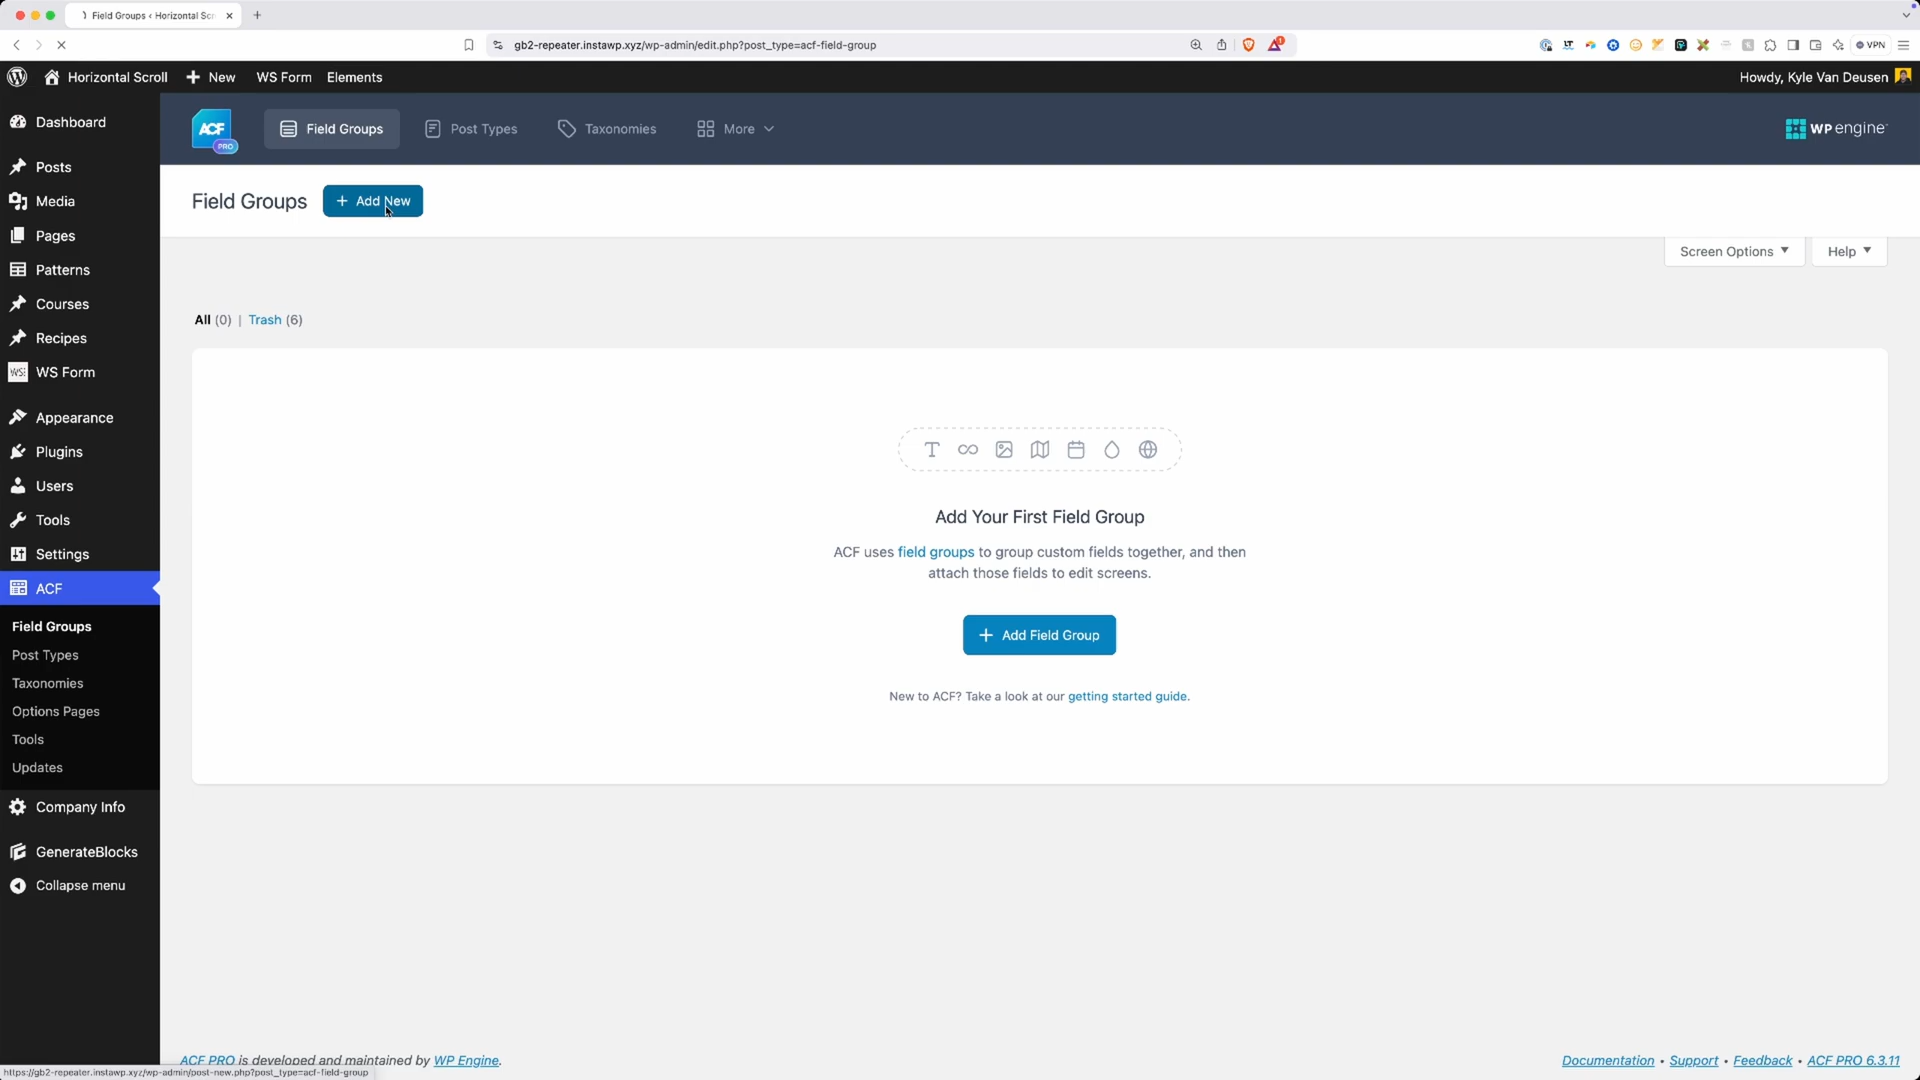 Field Groups ‹ Horizontal Scr
gb2-repeater.instawp.xyz/wp-admin/edit.php?post_type=acf-field-group
VPN
Horizontal Scroll
New
WS Form
Elements
Howdy, Kyle Van Deusen
Dashboard
Posts
Media
Pages
Patterns
Courses
Recipes
WS Form
Appearance
Plugins
Users
Tools
Settings
ACF
Field Groups
Post Types
Taxonomies
Options Pages
Tools
Updates
Company Info
GenerateBlocks
Collapse menu
ACF
PRO
Field Groups
Post Types
Taxonomies
More
WP engine
Field Groups
+ Add New
Screen Options
Help
All (0) | Trash (6)
Add Your First Field Group
ACF uses field groups to group custom fields together, and then
attach those fields to edit screens.
+ Add Field Group
New to ACF? Take a look at our getting started guide.
ACF PRO is developed and maintained by WP Engine.
Documentation • Support • Feedback • ACF PRO 6.3.11
https://gb2-repeater.instawp.xyz/wp-admin/post-new.php?post_type=acf-field-group